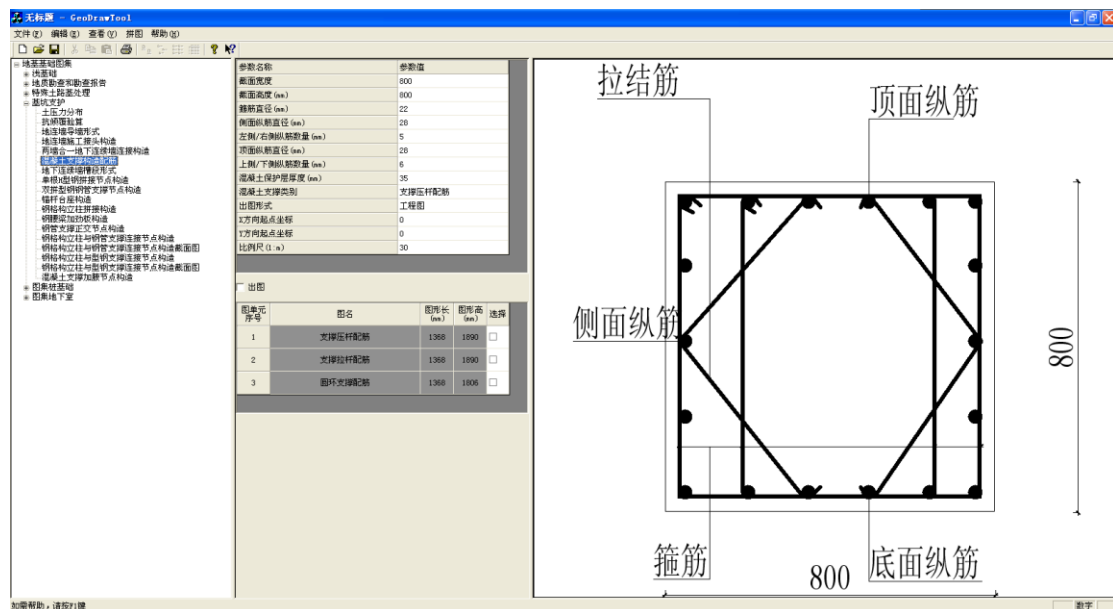 无标题 - GeoDrawTool
文件(F) 编辑(E) 查看(V) 拼图 帮助(H)
地基基础图集
浅基础
地质勘查和勘查报告
特殊土路基处理
基坑支护
土压力分布
抗倾覆验算
地连墙导墙形式
地连墙施工接头构造
两墙合一地下连续墙连接构造
混凝土支撑构造配筋
地下连续墙槽段形式
单根H型钢拼接节点构造
双拼型钢钢管支撑节点构造
锚杆台座构造
钢格构立柱拼接构造
钢腰梁加劲板构造
钢管支撑正交节点构造
钢格构立柱与钢管支撑连接节点构造
钢格构立柱与钢管支撑连接节点构造截面图
钢格构立柱与型钢支撑连接节点构造
钢格构立柱与型钢支撑连接节点构造截面图
混凝土支撑加腋节点构造
图集桩基础
图集地下室
参数名称 参数值
截面宽度 800
截面高度(mm) 800
箍筋直径(mm) 22
侧面纵筋直径(mm) 28
左侧/右侧纵筋数量(mm) 5
顶面纵筋直径(mm) 28
上侧/下侧纵筋数量(mm) 6
混凝土保护层厚度(mm) 35
混凝土支撑类别 支撑压杆配筋
出图形式 工程图
X方向起点坐标 0
Y方向起点坐标 0
比例尺(1:n) 30
出图
图单元序号 图名 图形长(mm) 图形高(mm) 选择
1 支撑压杆配筋 1368 1890
2 支撑拉杆配筋 1368 1890
3 圆环支撑配筋 1368 1806
拉结筋
顶面纵筋
侧面纵筋
800
箍筋
800
底面纵筋
如需帮助，请按F1键
数字